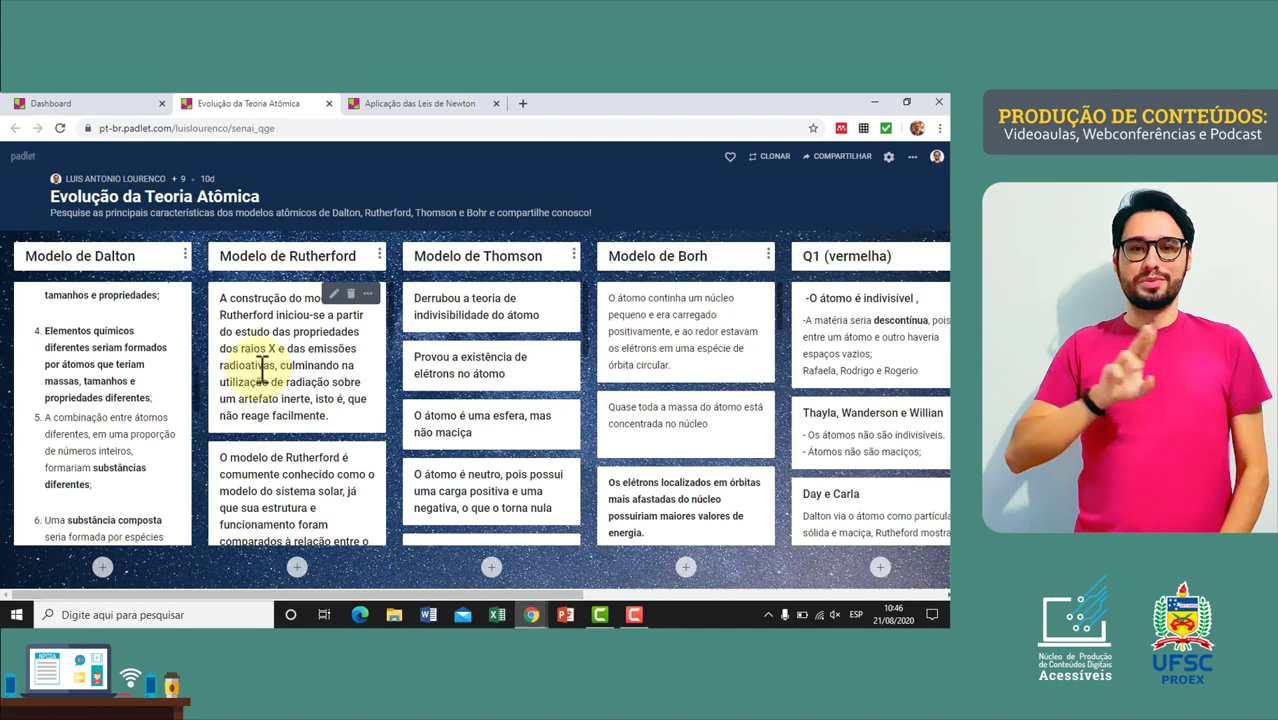 Dashboard
Evolução da Teoria Atômica
Aplicação das Leis de Newton
pt-br.padlet.com/luislourenco/senai_qge
padlet
CLONAR
COMPARTILHAR
LUIS ANTONIO LOURENCO + 9 10d
Evolução da Teoria Atômica
Pesquise as principais características dos modelos atômicos de Dalton, Rutherford, Thomson e Bohr e compartilhe conosco!
Modelo de Dalton
tamanhos e propriedades;
4. Elementos químicos
diferentes seriam formados
por átomos que teriam
massas, tamanhos e
propriedades diferentes;
5. A combinação entre átomos
diferentes, em uma proporção
de números inteiros,
formariam substâncias
diferentes;
6. Uma substância composta
seria formada por espécies
Modelo de Rutherford
A construção do mo
Rutherford iniciou-se a partir
do estudo das propriedades
dos raios X e das emissões
radioativas, culminando na
utilização de radiação sobre
um artefato inerte, isto é, que
não reage facilmente.
O modelo de Rutherford é
comumente conhecido como o
modelo do sistema solar, já
que sua estrutura e
funcionamento foram
comparados à relação entre o
Modelo de Thomson
Derrubou a teoria de
indivisibilidade do átomo
Provou a existência de
elétrons no átomo
O átomo é uma esfera, mas
não maciça
O átomo é neutro, pois possui
uma carga positiva e uma
negativa, o que o torna nula
Modelo de Borh
O átomo continha um núcleo
pequeno e era carregado
positivamente, e ao redor estavam
os elétrons em uma espécie de
órbita circular.
Quase toda a massa do átomo está
concentrada no núcleo
Os elétrons localizados em órbitas
mais afastadas do núcleo
possuiriam maiores valores de
energia.
Q1 (vermelha)
-O átomo é indivisível ,
-A matéria seria descontínua, pois
entre um átomo e outro haveria
espaços vazios;
Rafaela, Rodrigo e Rogerio
Thayla, Wanderson e Willian
- Os átomos não são indivisíveis.
- Átomos não são maciços;
Day e Carla
Dalton via o átomo como partícula
sólida e maciça, Rutheford mostra
Digite aqui para pesquisar
ESP
10:46
21/08/2020
PRODUÇÃO DE CONTEÚDOS:
Videoaulas, Webconferências e Podcast
NPCDA
Núcleo de Produção
de Conteúdos Digitais
Acessíveis
UFSC
PROEX